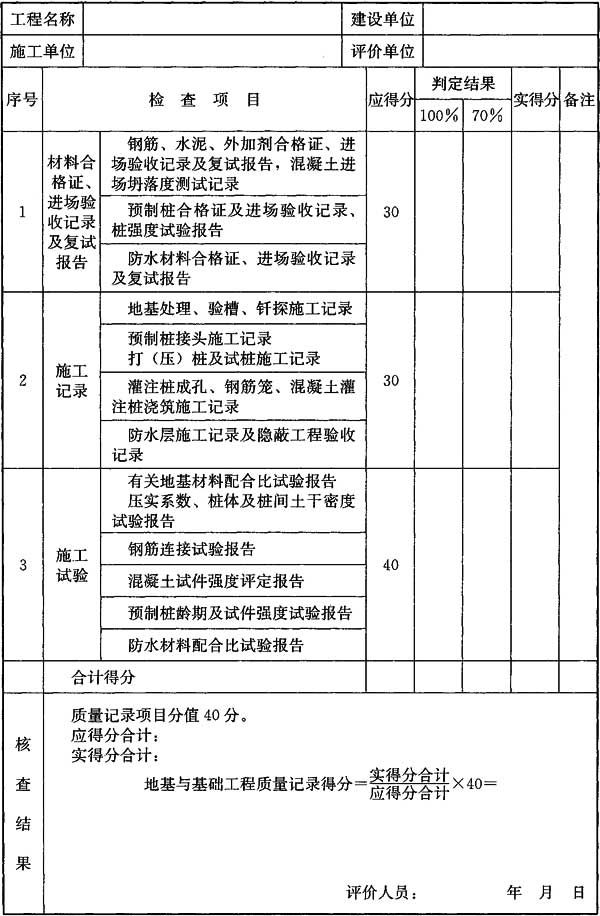 工程名称 建设单位
施工单位 评价单位
序号 检查项目 应得分 判定结果 实得分 备注
100% 70%
1
材料合
格证、
进场验
收记录
及复试
报告
钢筋、水泥、外加剂合格证、进
场验收记录及复试报告，混凝土进
场坍落度测试记录
预制桩合格证及进场验收记录、
桩强度试验报告
防水材料合格证、进场验收记录
及复试报告
30
2
施工
记录
地基处理、验槽、钎探施工记录
预制桩接头施工记录
打（压）桩及试桩施工记录
灌注桩成孔、钢筋笼、混凝土灌
注桩浇筑施工记录
防水层施工记录及隐蔽工程验收
记录
30
3
施工
试验
有关地基材料配合比试验报告
压实系数、桩体及桩间土干密度
试验报告
钢筋连接试验报告
混凝土试件强度评定报告
预制桩龄期及试件强度试验报告
防水材料配合比试验报告
40
合计得分
核
查
结
果
质量记录项目分值40分。
应得分合计：
实得分合计：
地基与基础工程质量记录得分=实得分合计/应得分合计×40=
评价人员： 年 月 日